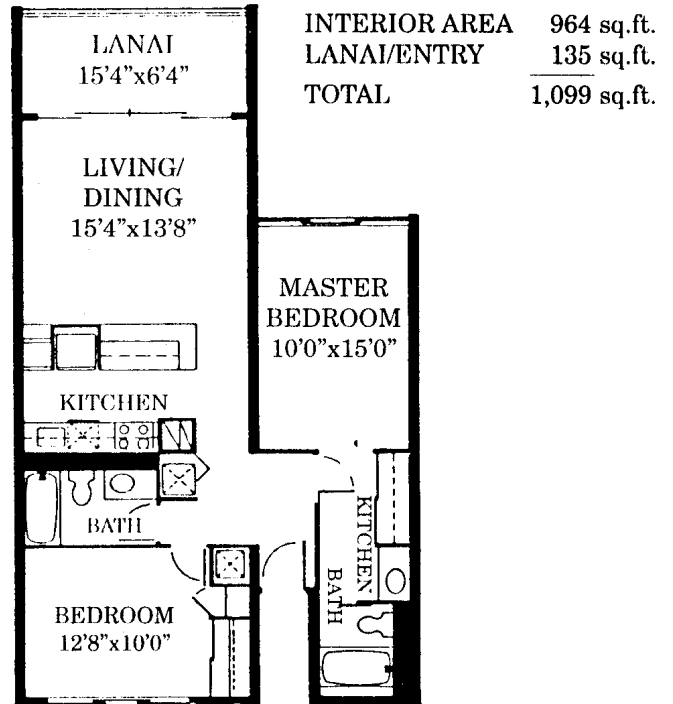 INTERIOR AREA 964 sq.ft.
LANAI/ENTRY 135 sq.ft.
TOTAL 1,099 sq.ft.
LANAI
15'4"x6'4"
LIVING/
DINING
15'4"x13'8"
MASTER
BEDROOM
10'0"x15'0"
KITCHEN
BATH
KITCHEN
BATH
BEDROOM
12'8"x10'0"